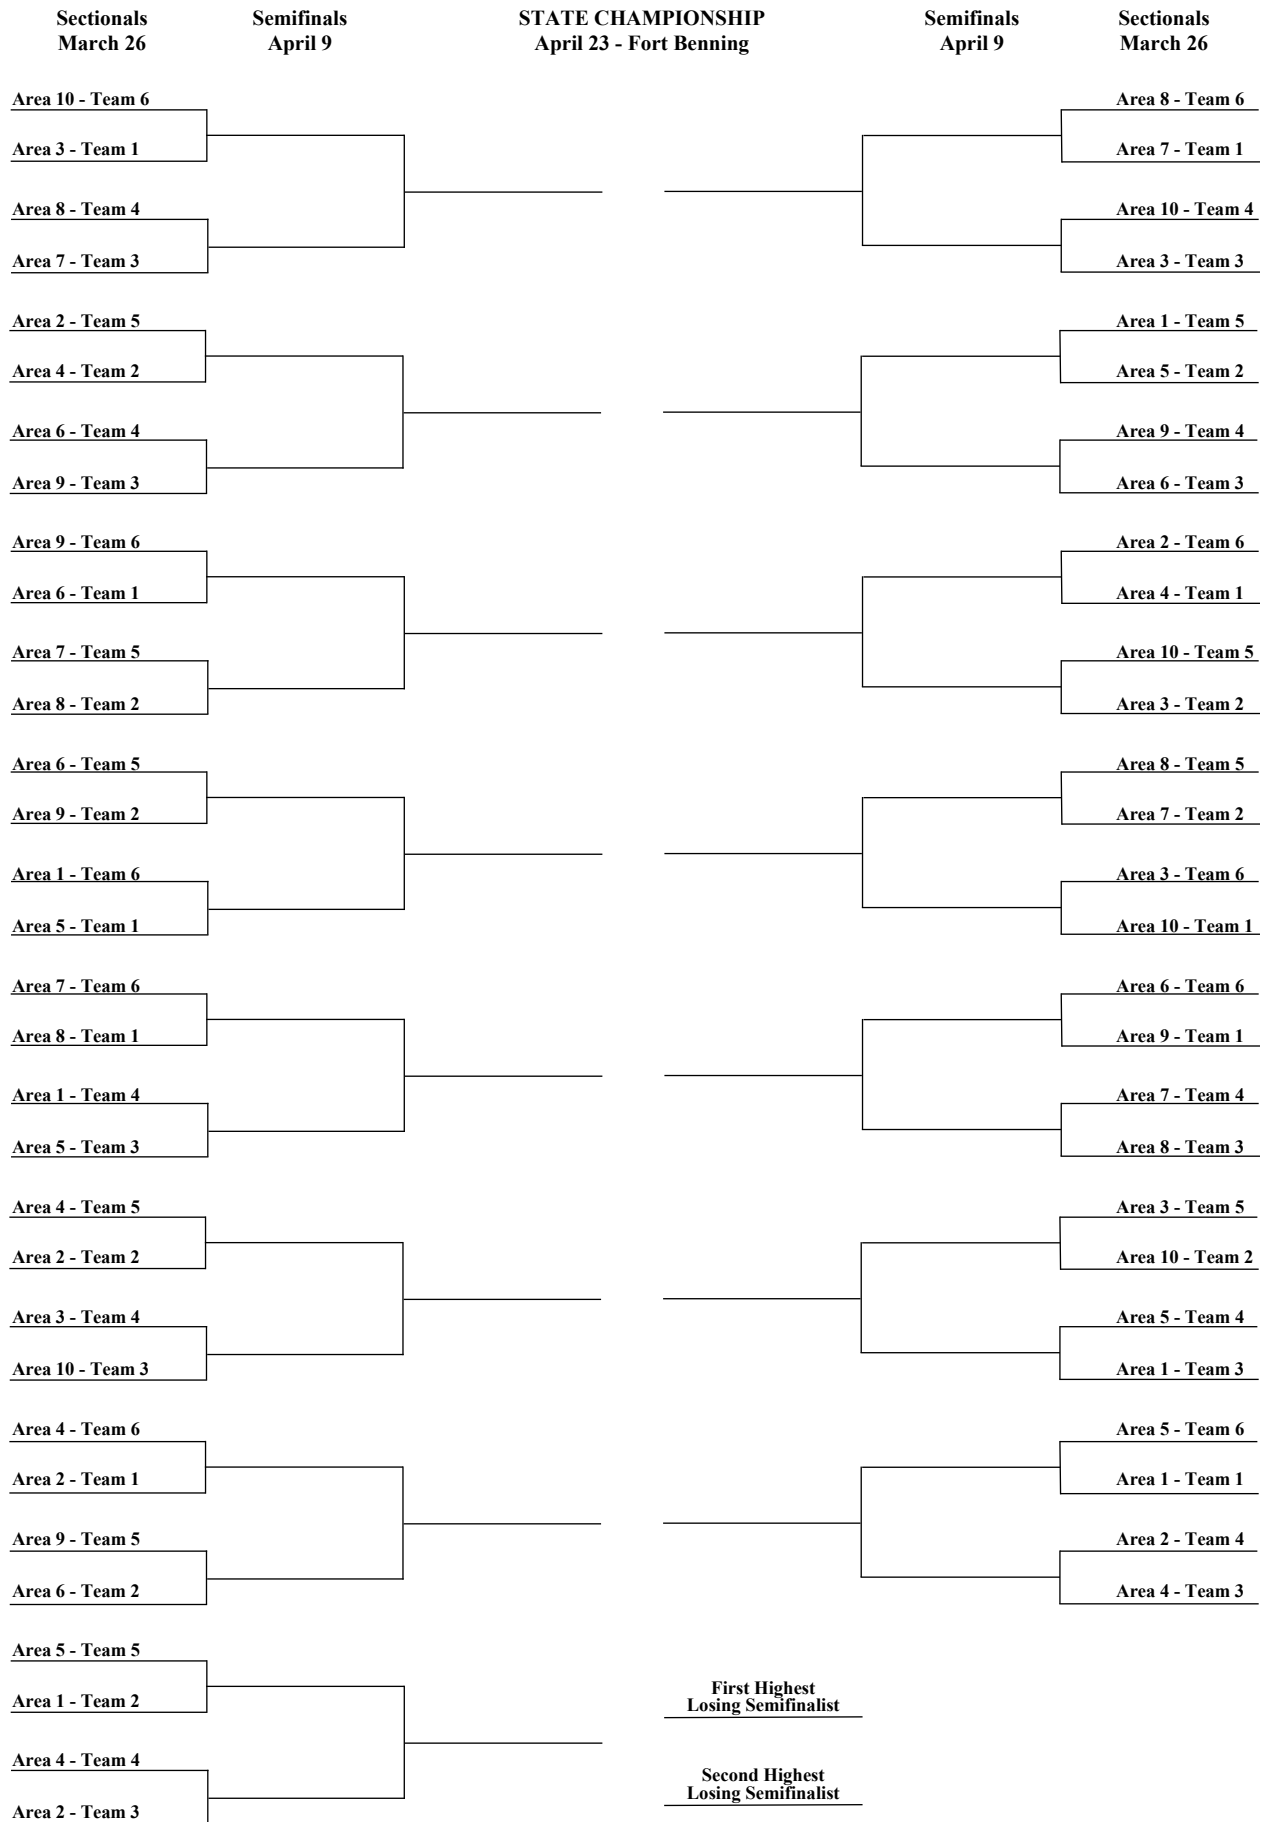 Sectionals
March 26
Semifinals
April 9
STATE CHAMPIONSHIP
April 23 - Fort Benning
Semifinals
April 9
Sectionals
March 26
Area 10 - Team 6
Area 3 - Team 1
Area 8 - Team 4
Area 7 - Team 3
Area 2 - Team 5
Area 4 - Team 2
Area 6 - Team 4
Area 9 - Team 3
Area 9 - Team 6
Area 6 - Team 1
Area 7 - Team 5
Area 8 - Team 2
Area 6 - Team 5
Area 9 - Team 2
Area 1 - Team 6
Area 5 - Team 1
Area 7 - Team 6
Area 8 - Team 1
Area 1 - Team 4
Area 5 - Team 3
Area 4 - Team 5
Area 2 - Team 2
Area 3 - Team 4
Area 10 - Team 3
Area 4 - Team 6
Area 2 - Team 1
Area 9 - Team 5
Area 6 - Team 2
Area 5 - Team 5
Area 1 - Team 2
Area 4 - Team 4
Area 2 - Team 3
Area 8 - Team 6
Area 7 - Team 1
Area 10 - Team 4
Area 3 - Team 3
Area 1 - Team 5
Area 5 - Team 2
Area 9 - Team 4
Area 6 - Team 3
Area 2 - Team 6
Area 4 - Team 1
Area 10 - Team 5
Area 3 - Team 2
Area 8 - Team 5
Area 7 - Team 2
Area 3 - Team 6
Area 10 - Team 1
Area 6 - Team 6
Area 9 - Team 1
Area 7 - Team 4
Area 8 - Team 3
Area 3 - Team 5
Area 10 - Team 2
Area 5 - Team 4
Area 1 - Team 3
Area 5 - Team 6
Area 1 - Team 1
Area 2 - Team 4
Area 4 - Team 3
First Highest
Losing Semifinalist
Second Highest
Losing Semifinalist